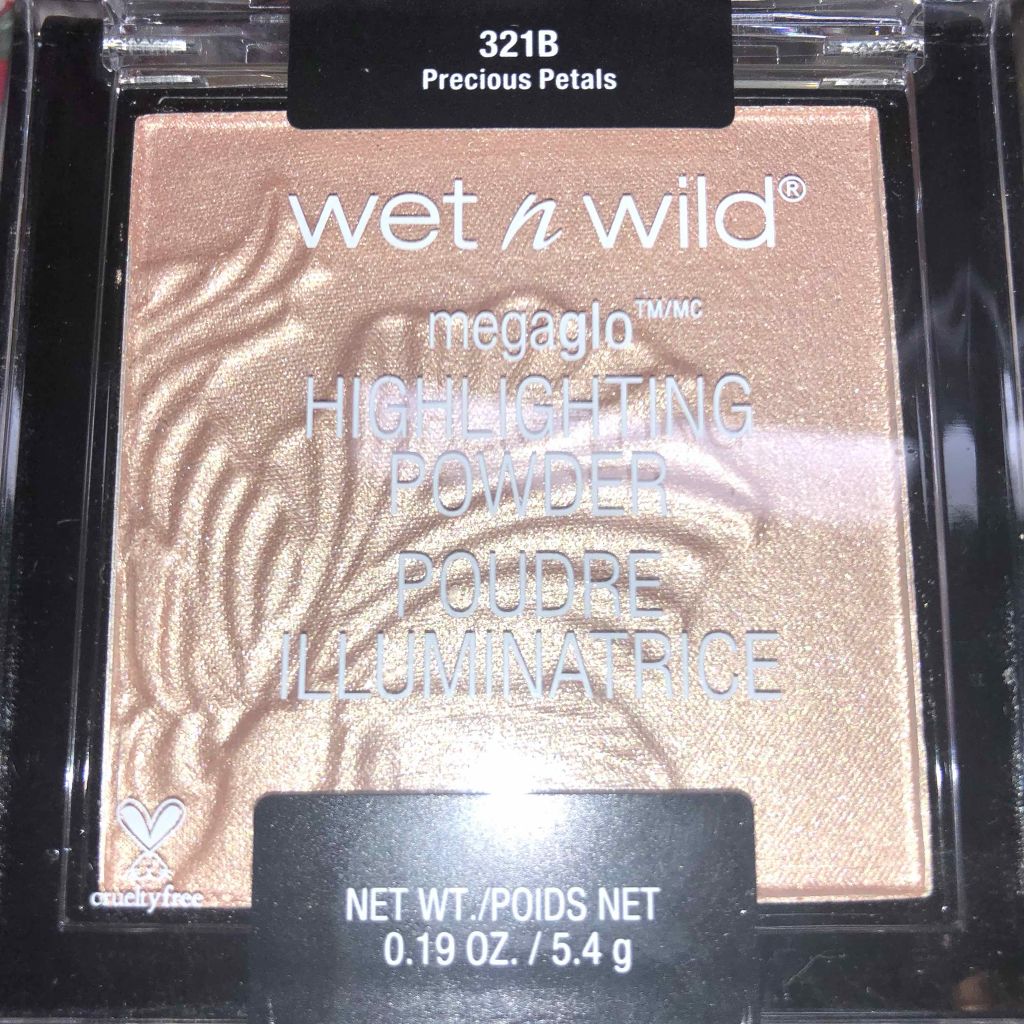 321B
Precious Petals
wet n wild®
megaglo™/MC
HIGHLIGHTING
POWDER
POUDRE
ILLUMINATRICE
crueltyfree
NET WT./POIDS NET
0.19 OZ. / 5.4 g